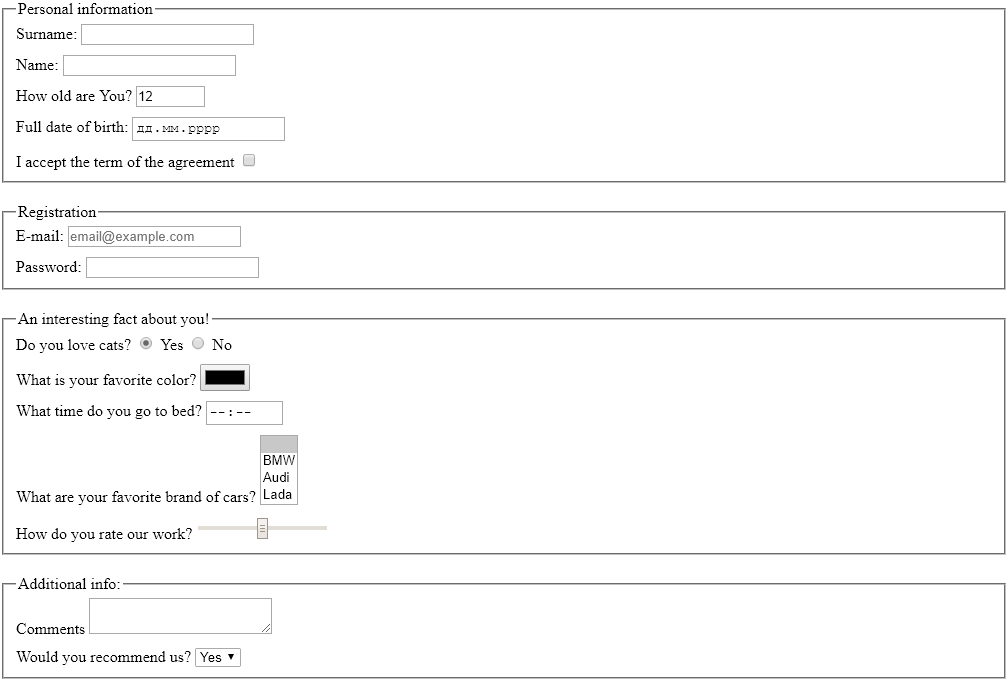 Personal information
Surname:
Name:
How old are You? 12
Full date of birth: дд.мм.рррр
I accept the term of the agreement
Registration
E-mail: email@example.com
Password:
An interesting fact about you!
Do you love cats? Yes No
What is your favorite color?
What time do you go to bed? --:--
BMW
Audi
What are your favorite brand of cars? Lada
How do you rate our work?
Additional info:
Comments
Would you recommend us? Yes